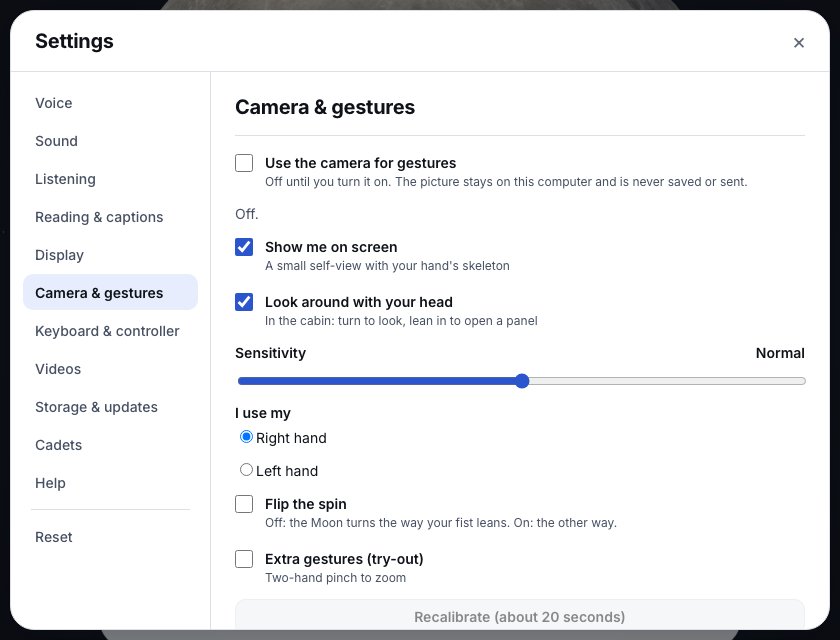 Settings
Voice
Sound
Listening
Reading & captions
Display
Camera & gestures
Keyboard & controller
Videos
Storage & updates
Cadets
Help
Reset
Camera & gestures
Use the camera for gestures
Off until you turn it on. The picture stays on this computer and is never saved or sent.
Off.
Show me on screen
A small self-view with your hand's skeleton
Look around with your head
In the cabin: turn to look, lean in to open a panel
Sensitivity Normal
I use my
Right hand
Left hand
Flip the spin
Off: the Moon turns the way your fist leans. On: the other way.
Extra gestures (try-out)
Two-hand pinch to zoom
Recalibrate (about 20 seconds)